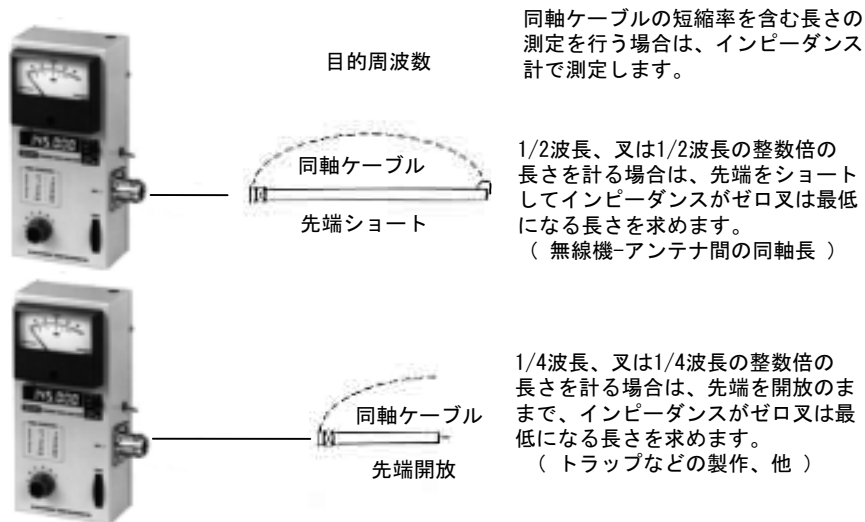 同軸ケーブルの短縮率を含む長さの
測定を行う場合は、インピーダンス
計で測定します。
目的周波数
145.000
同軸ケーブル
先端ショート
1/2波長、叉は1/2波長の整数倍の
長さを計る場合は、先端をショート
してインピーダンスがゼロ叉は最低
になる長さを求めます。
( 無線機-アンテナ間の同軸長 )
145.000
同軸ケーブル
先端開放
1/4波長、叉は1/4波長の整数倍の
長さを計る場合は、先端を開放のま
まで、インピーダンスがゼロ叉は最
低になる長さを求めます。
( トラップなどの製作、他 )